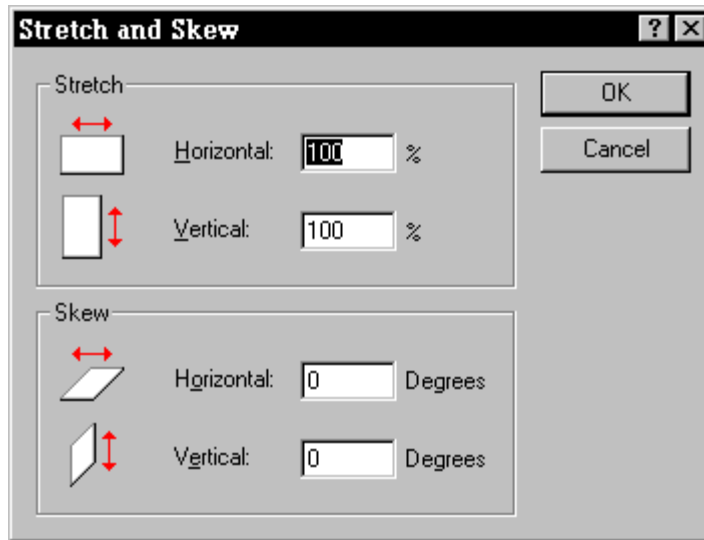 Stretch and Skew ? ×
Stretch
Horizontal: 100 %
Vertical: 100 %
OK
Cancel
Skew
Horizontal: 0 Degrees
Vertical: 0 Degrees